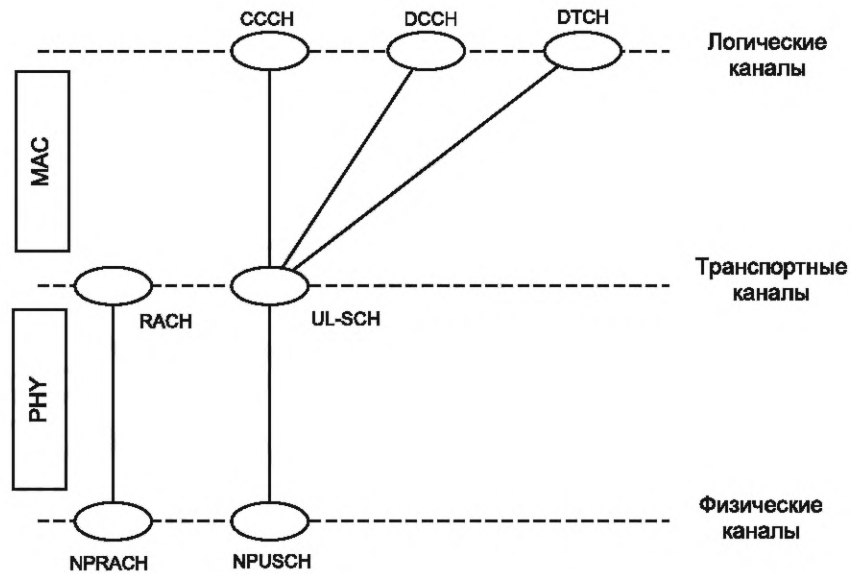 CCCH
DCCH
DTCH
Логические
каналы
MAC
Транспортные
каналы
RACH
UL-SCH
PHY
Физические
каналы
NPRACH
NPUSCH